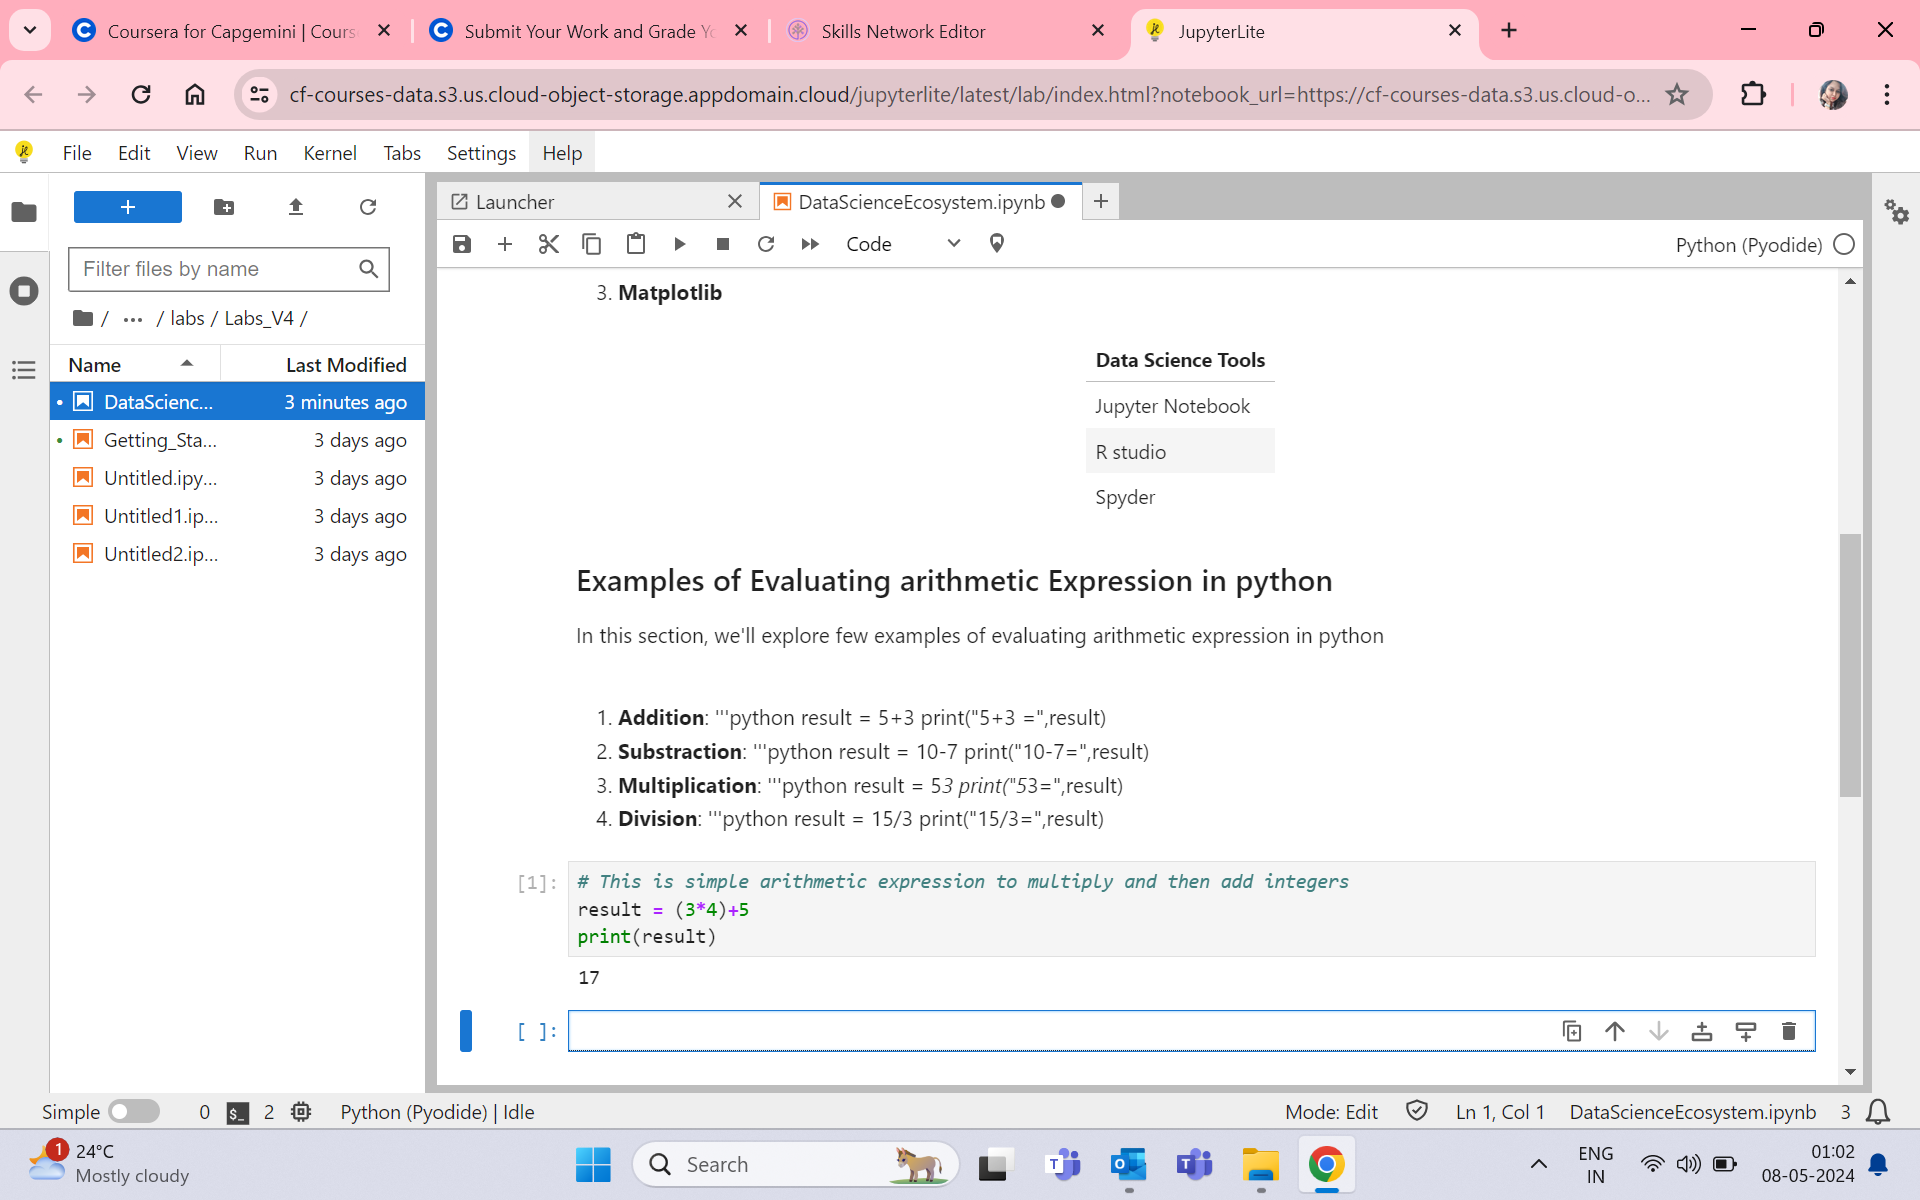 Coursera for Capgemini | Cours
Submit Your Work and Grade Yo
Skills Network Editor
JupyterLite
cf-courses-data.s3.us.cloud-object-storage.appdomain.cloud/jupyterlite/latest/lab/index.html?notebook_url=https://cf-courses-data.s3.us.cloud-o...
File Edit View Run Kernel Tabs Settings Help
Filter files by name
/ ... / labs / Labs_V4 /
Name Last Modified
DataScienc... 3 minutes ago
Getting_Sta... 3 days ago
Untitled.ipy... 3 days ago
Untitled1.ip... 3 days ago
Untitled2.ip... 3 days ago
Launcher
DataScienceEcosystem.ipynb
Code
Python (Pyodide)
3. Matplotlib
Data Science Tools
Jupyter Notebook
R studio
Spyder
Examples of Evaluating arithmetic Expression in python
In this section, we'll explore few examples of evaluating arithmetic expression in python
1. Addition: '''python result = 5+3 print("5+3 =",result)
2. Substraction: '''python result = 10-7 print("10-7=",result)
3. Multiplication: '''python result = 53 print("53=",result)
4. Division: '''python result = 15/3 print("15/3=",result)
[1]:
# This is simple arithmetic expression to multiply and then add integers
result = (3*4)+5
print(result)
17
[ ]:
Simple 0 $_ 2 Python (Pyodide) | Idle
Mode: Edit Ln 1, Col 1 DataScienceEcosystem.ipynb 3
1
24°C
Mostly cloudy
Search
ENG
IN
01:02
08-05-2024